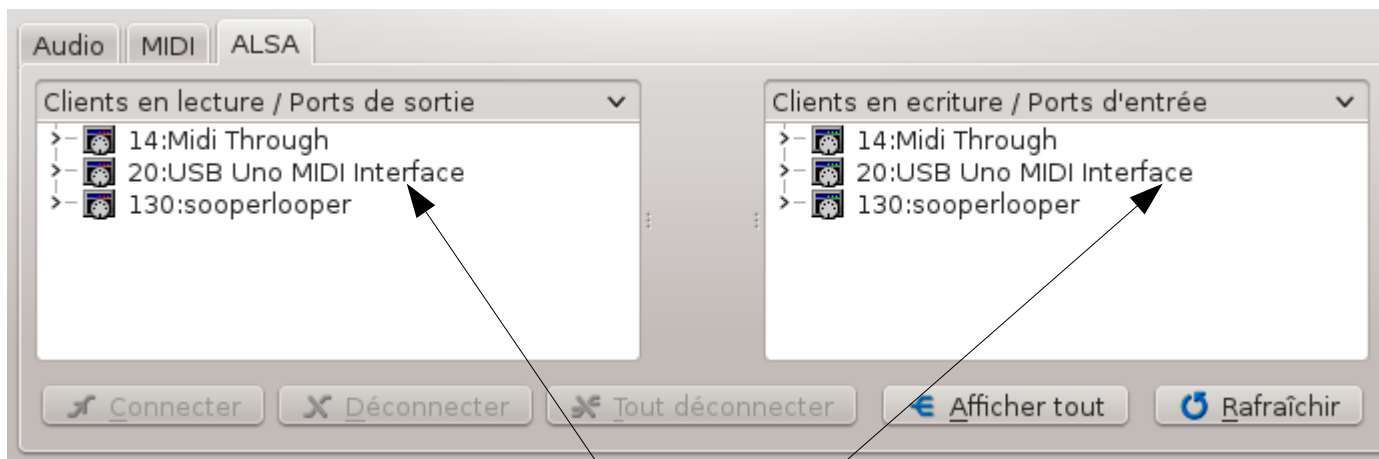 Audio MIDI ALSA
Clients en lecture / Ports de sortie
14:Midi Through
20:USB Uno MIDI Interface
130:sooperlooper
Clients en ecriture / Ports d'entrée
14:Midi Through
20:USB Uno MIDI Interface
130:sooperlooper
Connecter Déconnecter Tout déconnecter Afficher tout Rafraîchir